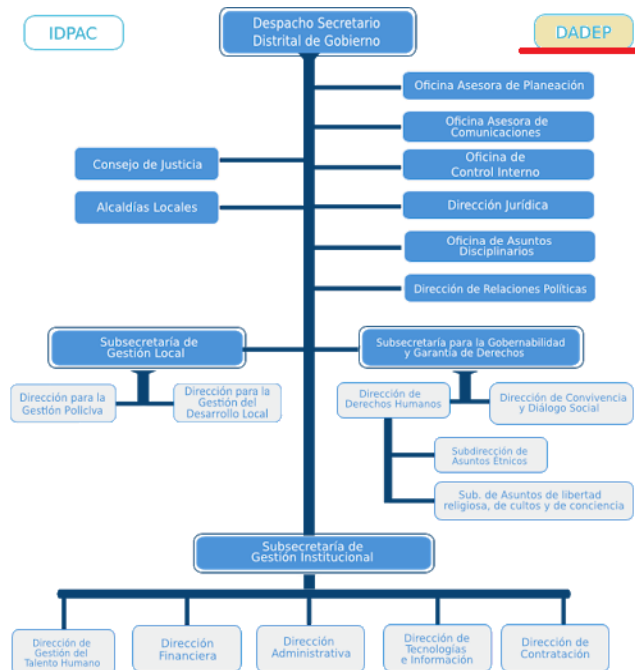 IDPAC
Despacho Secretario
Distrital de Gobierno
DADEP
Oficina Asesora de Planeación
Oficina Asesora de
Comunicaciones
Consejo de Justicia
Oficina de
Control Interno
Alcaldías Locales
Dirección Jurídica
Oficina de Asuntos
Disciplinarios
Dirección de Relaciones Políticas
Subsecretaría de
Gestión Local
Subsecretaría para la Gobernabilidad
y Garantía de Derechos
Dirección para la
Gestión Policiva
Dirección para la
Gestión del
Desarrollo Local
Dirección de
Derechos Humanos
Dirección de Convivencia
y Diálogo Social
Subdirección de
Asuntos Étnicos
Sub. de Asuntos de libertad
religiosa, de cultos y de conciencia
Subsecretaría de
Gestión Institucional
Dirección de
Gestión del
Talento Humano
Dirección
Financiera
Dirección
Administrativa
Dirección de
Tecnologías
e Información
Dirección de
Contratación